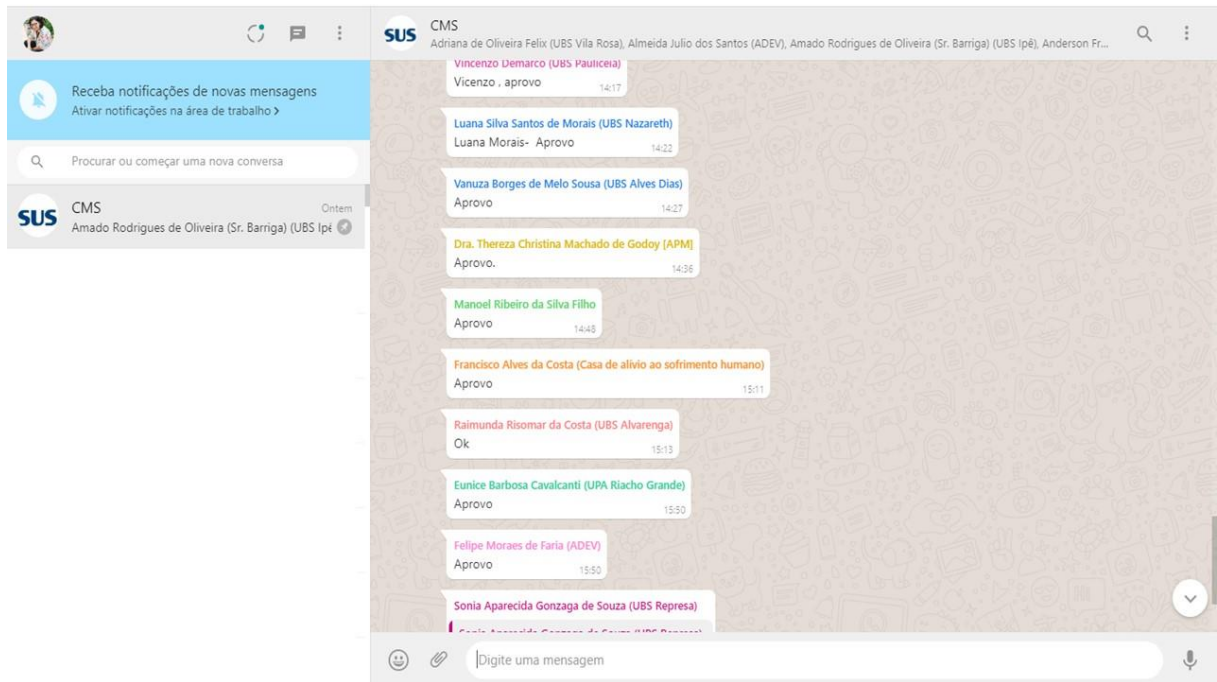 Receba notificações de novas mensagens
Ativar notificações na área de trabalho >
Procurar ou começar uma nova conversa
SUS
CMS
Ontem
Amado Rodrigues de Oliveira (Sr. Barriga) (UBS Ipê
SUS
CMS
Adriana de Oliveira Felix (UBS Vila Rosa), Almeida Julio dos Santos (ADEV), Amado Rodrigues de Oliveira (Sr. Barriga) (UBS Ipê), Anderson Fr...
Vincenzo Demarco (UBS Pauliceia)
Vicenzo , aprovo
14:17
Luana Silva Santos de Morais (UBS Nazareth)
Luana Morais- Aprovo
14:22
Vanuza Borges de Melo Sousa (UBS Alves Dias)
Aprovo
14:27
Dra. Thereza Christina Machado de Godoy [APM]
Aprovo.
14:36
Manoel Ribeiro da Silva Filho
Aprovo
14:48
Francisco Alves da Costa (Casa de alivio ao sofrimento humano)
Aprovo
15:11
Raimunda Risomar da Costa (UBS Alvarenga)
Ok
15:13
Eunice Barbosa Cavalcanti (UPA Riacho Grande)
Aprovo
15:50
Felipe Moraes de Faria (ADEV)
Aprovo
15:50
Sonia Aparecida Gonzaga de Souza (UBS Represa)
Digite uma mensagem